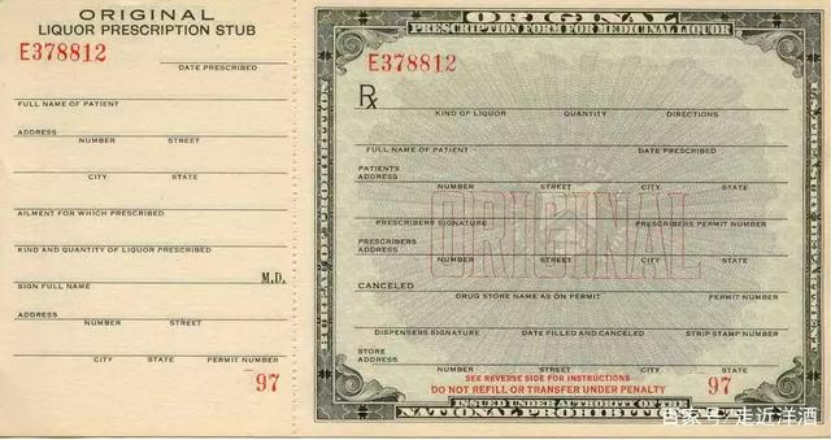 ORIGINAL
LIQUOR PRESCRIPTION STUB
E378812
DATE PRESCRIBED
FULL NAME OF PATIENT
ADDRESS
NUMBER STREET
CITY STATE
AILMENT FOR WHICH PRESCRIBED
KIND AND QUANTITY OF LIQUOR PRESCRIBED
M.D.
SIGN FULL NAME
ADDRESS
NUMBER STREET
CITY STATE PERMIT NUMBER
97
ORIGINAL
PRESCRIPTION FORM FOR MEDICINAL LIQUOR
E378812
Rx
KIND OF LIQUOR QUANTITY DIRECTIONS
FULL NAME OF PATIENT DATE PRESCRIBED
PATIENTS
ADDRESS
NUMBER STREET CITY STATE
ORIGINAL
PRESCRIBERS SIGNATURE PRESCRIBERS PERMIT NUMBER
PRESCRIBERS
ADDRESS
NUMBER STREET CITY STATE
CANCELED
DRUG STORE NAME AS ON PERMIT PERMIT NUMBER
DISPENSERS SIGNATURE DATE FILLED AND CANCELED STRIP STAMP NUMBER
STORE
ADDRESS
NUMBER STREET CITY STATE
SEE REVERSE SIDE FOR INSTRUCTIONS
DO NOT REFILL OR TRANSFER UNDER PENALTY
97
ISSUED UNDER AUTHORITY OF THE
NATIONAL PROHIBITION
百家号/走近洋酒